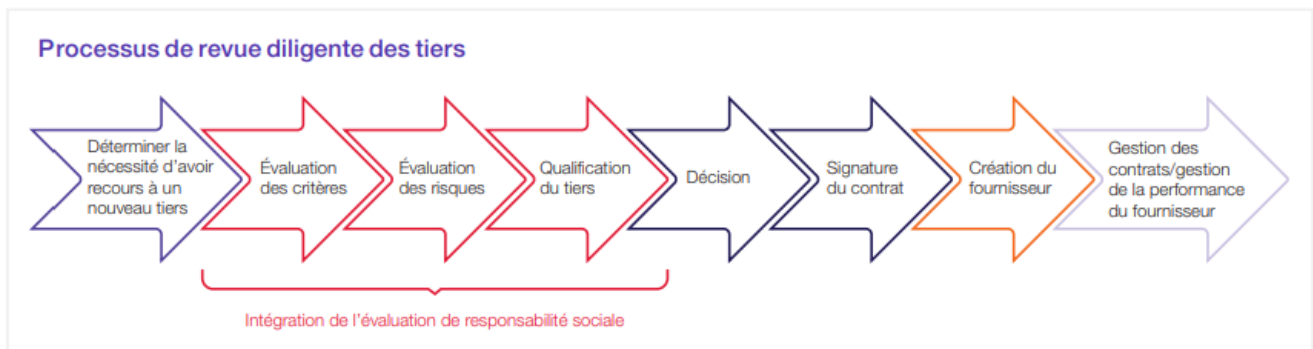 Processus de revue diligente des tiers
Déterminer la
nécessité d'avoir
recours à un
nouveau tiers
Évaluation
des critères
Évaluation
des risques
Qualification
du tiers
Décision
Signature
du contrat
Création du
fournisseur
Gestion des
contrats/gestion
de la performance
du fournisseur
Intégration de l'évaluation de responsabilité sociale